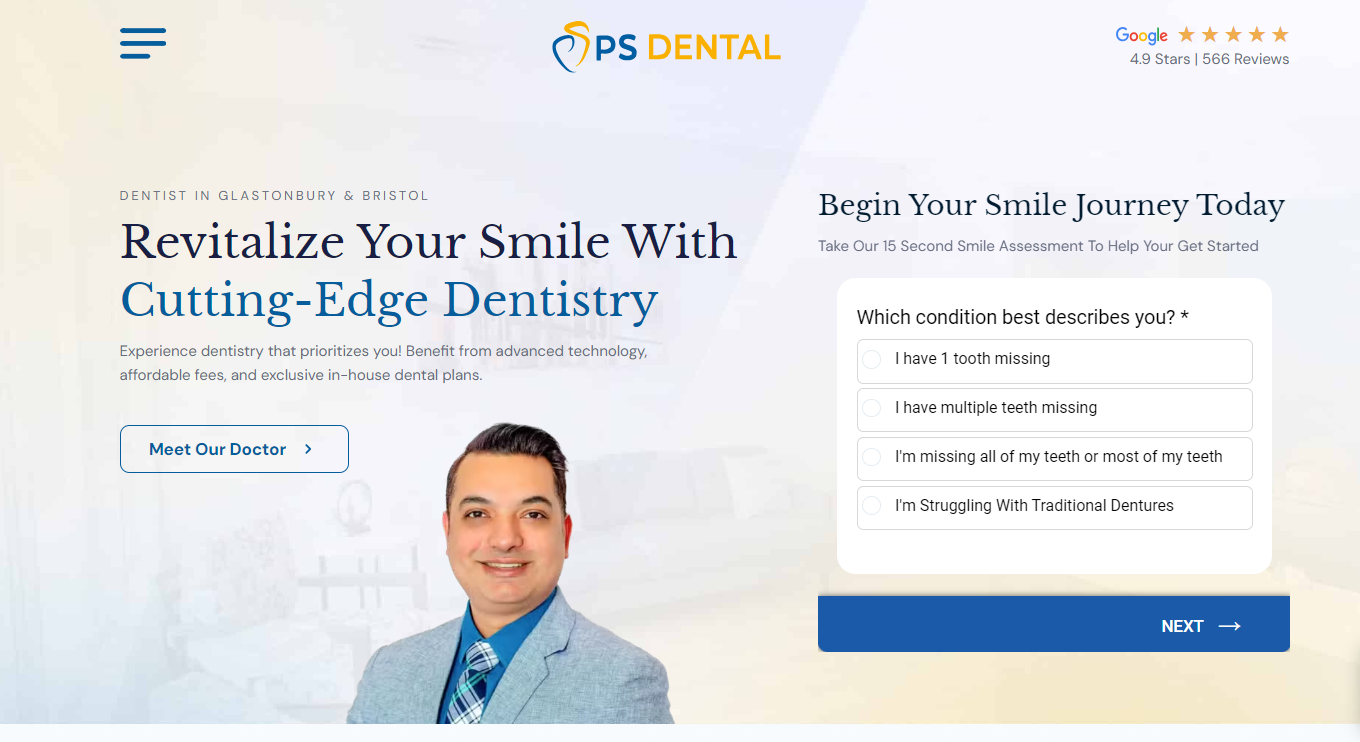 PS DENTAL
Google
4.9 Stars | 566 Reviews
DENTIST IN GLASTONBURY & BRISTOL
Revitalize Your Smile With
Cutting-Edge Dentistry
Experience dentistry that prioritizes you! Benefit from advanced technology,
affordable fees, and exclusive in-house dental plans.
Meet Our Doctor
Begin Your Smile Journey Today
Take Our 15 Second Smile Assessment To Help Your Get Started
Which condition best describes you? *
I have 1 tooth missing
I have multiple teeth missing
I'm missing all of my teeth or most of my teeth
I'm Struggling With Traditional Dentures
NEXT